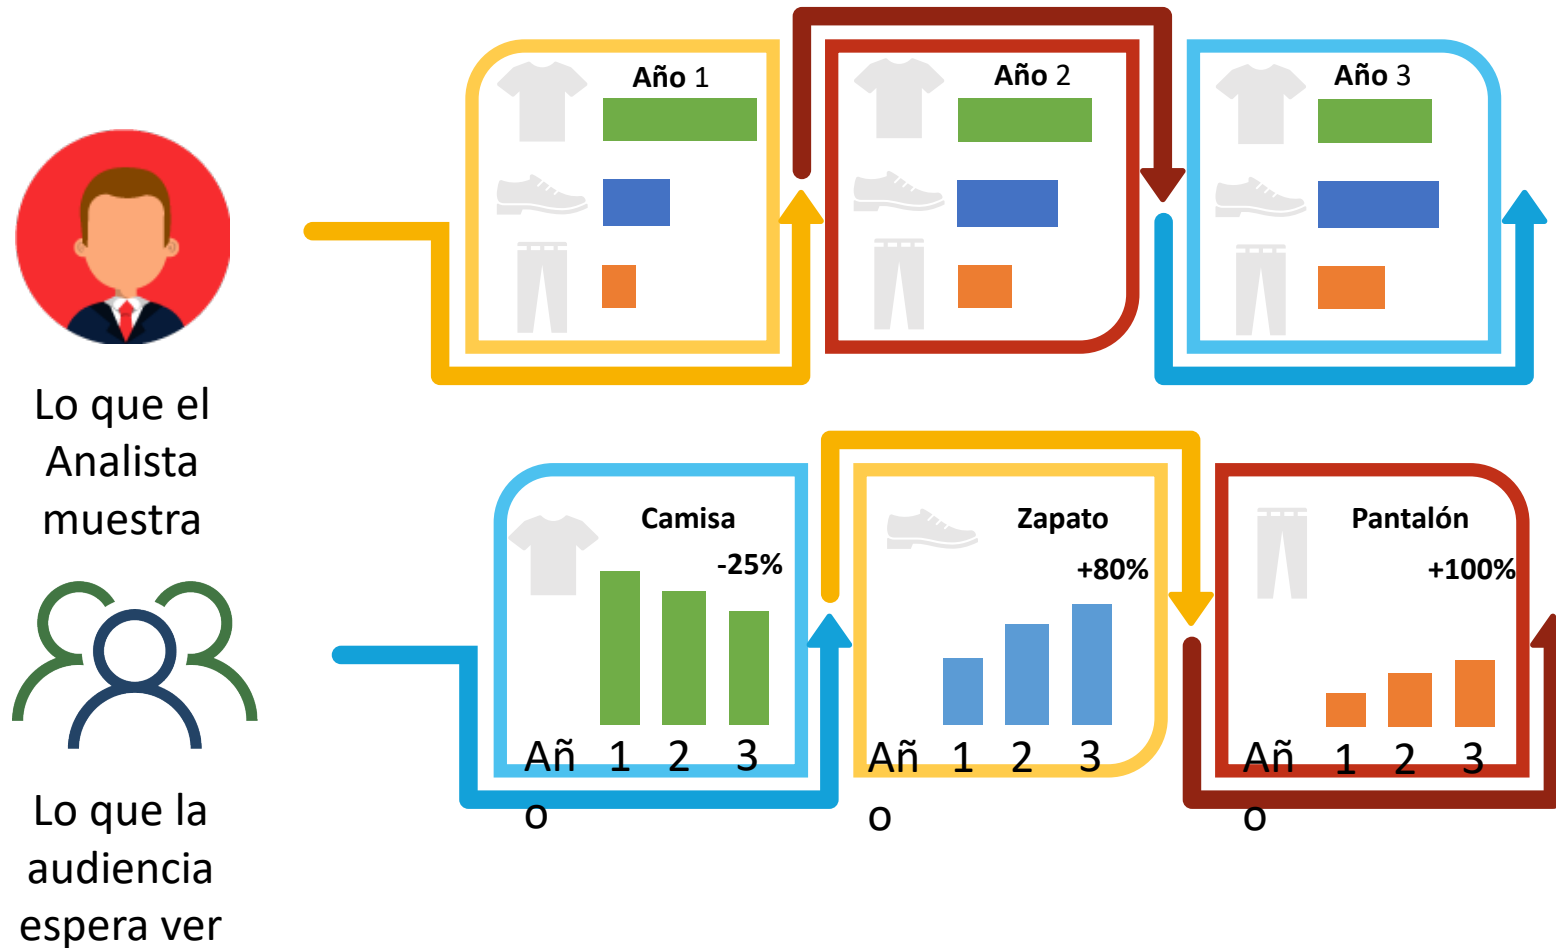 Año 1
Año 2
Año 3
Lo que el
Analista
muestra
Camisa
-25%
Añ
o
1 2 3
Zapato
+80%
Añ
o
1 2 3
Pantalón
+100%
Añ
o
1 2 3
Lo que la
audiencia
espera ver